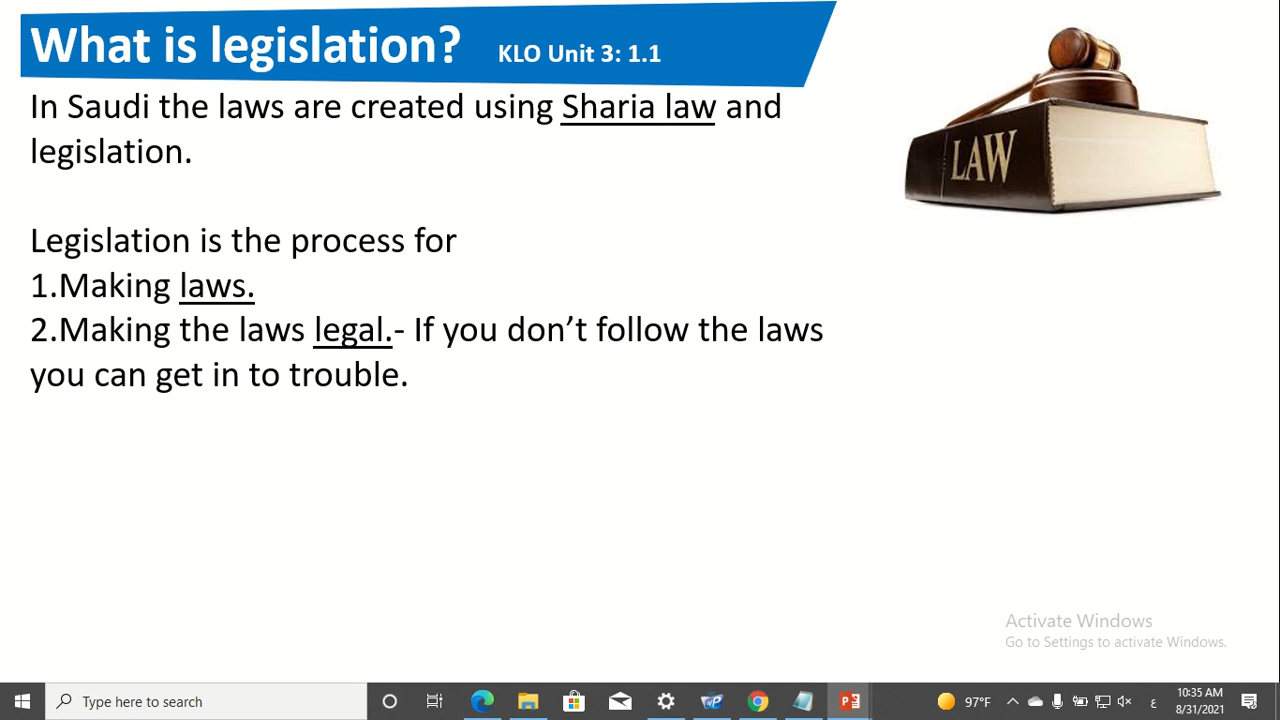 What is legislation? KLO Unit 3: 1.1
In Saudi the laws are created using Sharia law and
legislation.
Legislation is the process for
1.Making laws.
2.Making the laws legal.- If you don’t follow the laws
you can get in to trouble.
LAW
Activate Windows
Go to Settings to activate Windows.
Type here to search
97°F
ع
10:35 AM
8/31/2021